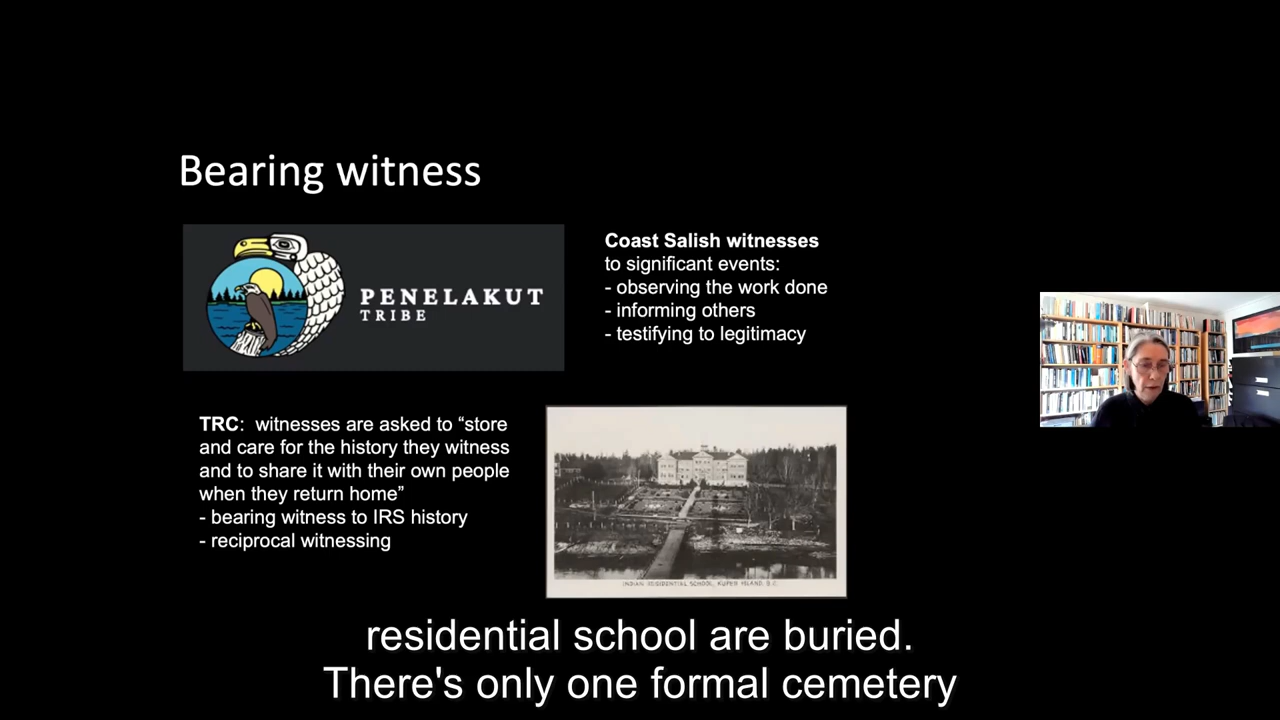 Bearing witness
PENELAKUT
TRIBE
Coast Salish witnesses
to significant events:
- observing the work done
- informing others
- testifying to legitimacy
TRC:  witnesses are asked to “store
and care for the history they witness
and to share it with their own people
when they return home”
- bearing witness to IRS history
- reciprocal witnessing
INDIAN RESIDENTIAL SCHOOL, KUPER ISLAND. B.C.
residential school are buried.
There's only one formal cemetery